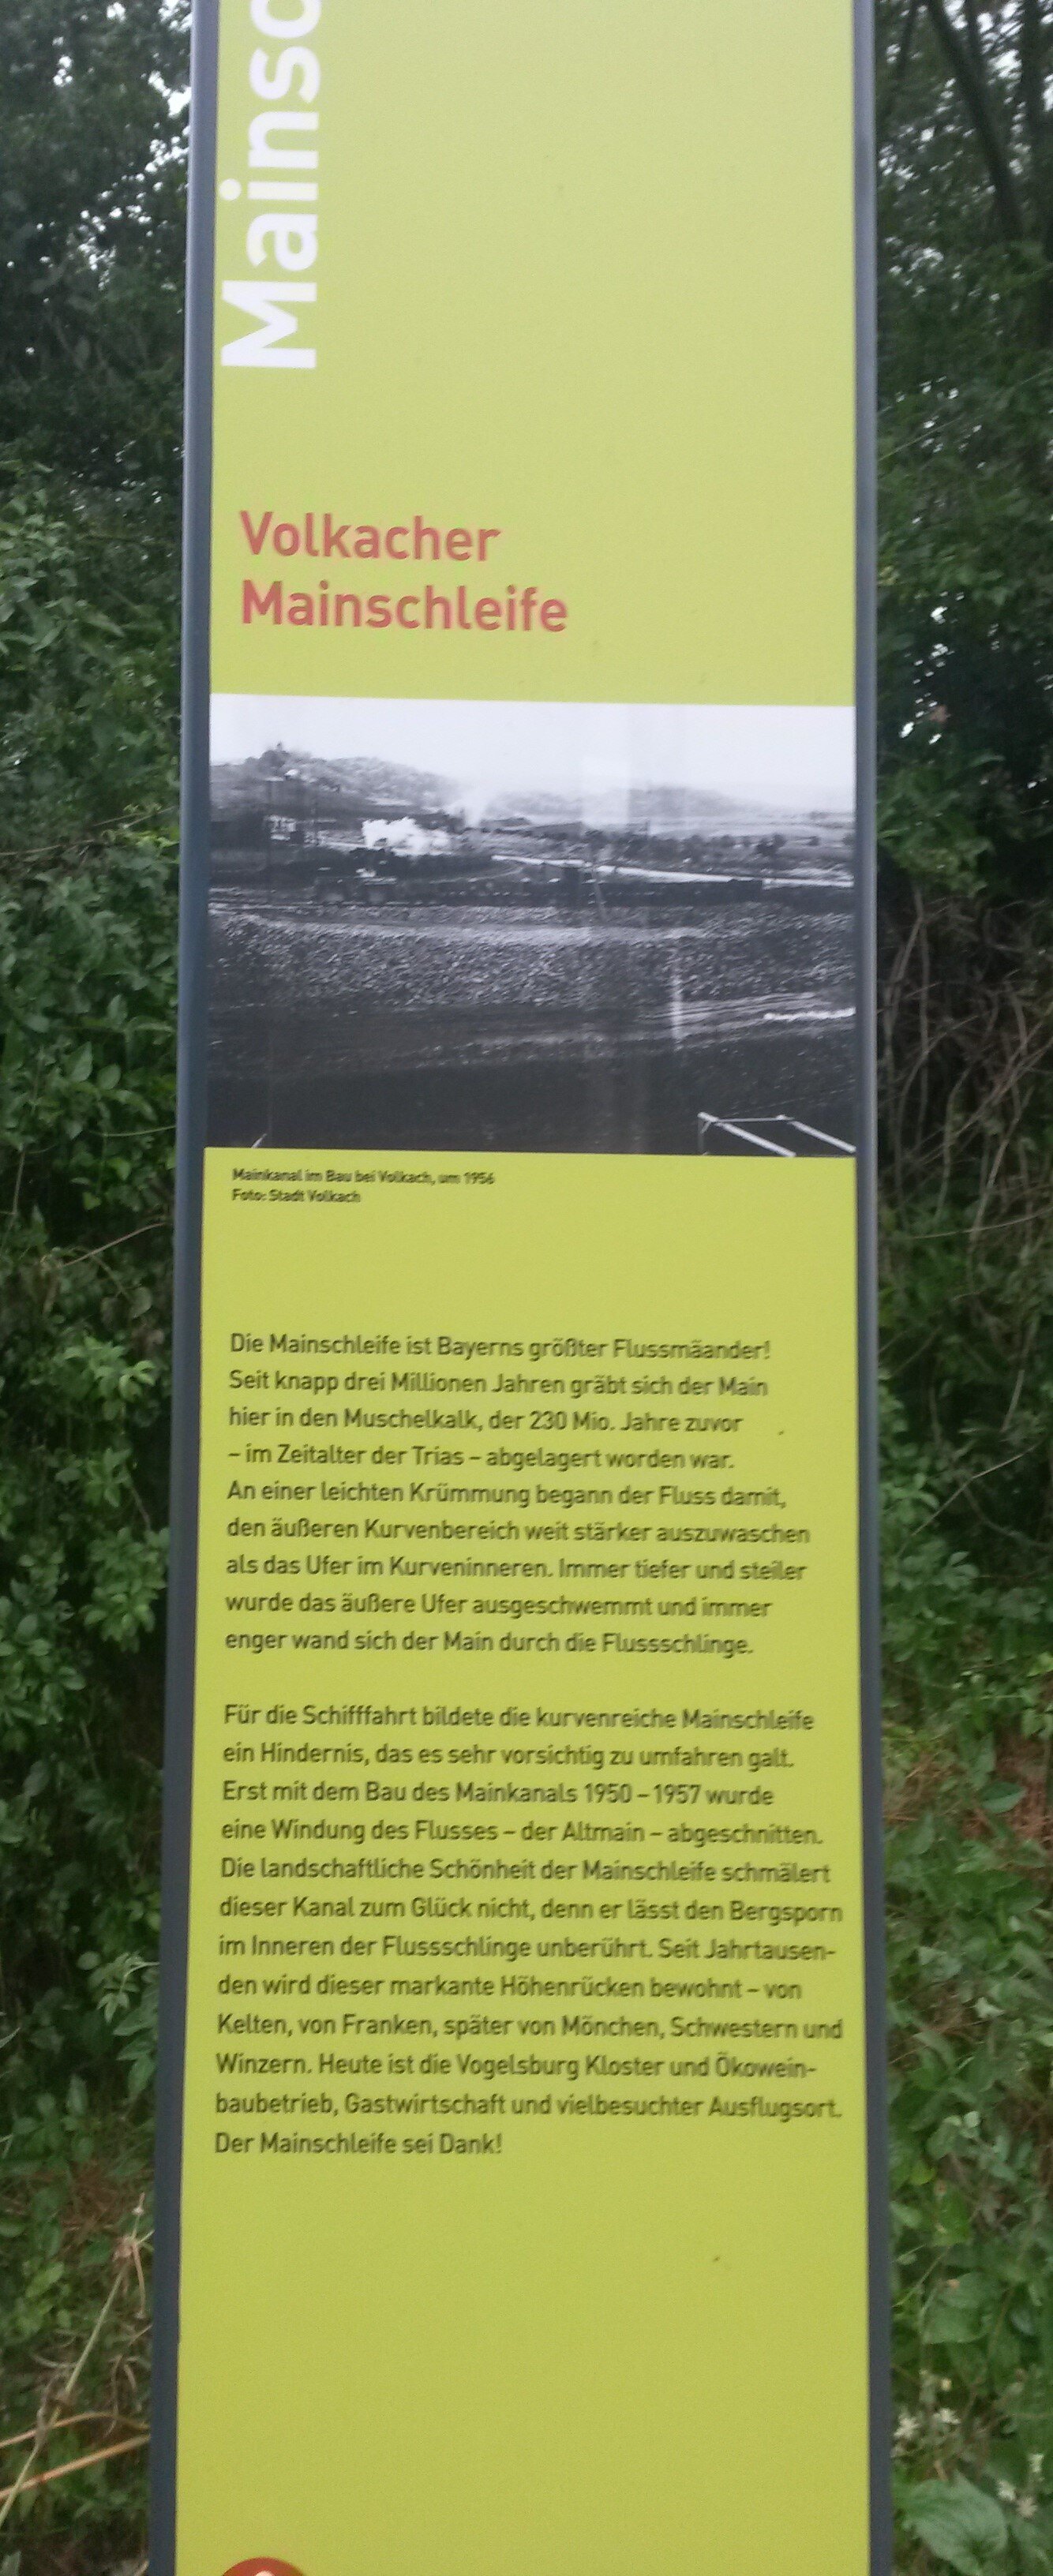 Mainsc
Volkacher
Mainschleife
Mainkanal im Bau bei Volkach, um 1956
Foto: Stadt Volkach
Die Mainschleife ist Bayerns größter Flussmäander!
Seit knapp drei Millionen Jahren gräbt sich der Main
hier in den Muschelkalk, der 230 Mio. Jahre zuvor
– im Zeitalter der Trias – abgelagert worden war.
An einer leichten Krümmung begann der Fluss damit,
den äußeren Kurvenbereich weit stärker auszuwaschen
als das Ufer im Kurveninneren. Immer tiefer und steiler
wurde das äußere Ufer ausgeschwemmt und immer
enger wand sich der Main durch die Flussschlinge.
Für die Schifffahrt bildete die kurvenreiche Mainschleife
ein Hindernis, das es sehr vorsichtig zu umfahren galt.
Erst mit dem Bau des Mainkanals 1950 – 1957 wurde
eine Windung des Flusses – der Altmain – abgeschnitten.
Die landschaftliche Schönheit der Mainschleife schmälert
dieser Kanal zum Glück nicht, denn er lässt den Bergsporn
im Inneren der Flussschlinge unberührt. Seit Jahrtausen-
den wird dieser markante Höhenrücken bewohnt – von
Kelten, von Franken, später von Mönchen, Schwestern und
Winzern. Heute ist die Vogelsburg Kloster und Ökowein-
baubetrieb, Gastwirtschaft und vielbesuchter Ausflugsort.
Der Mainschleife sei Dank!